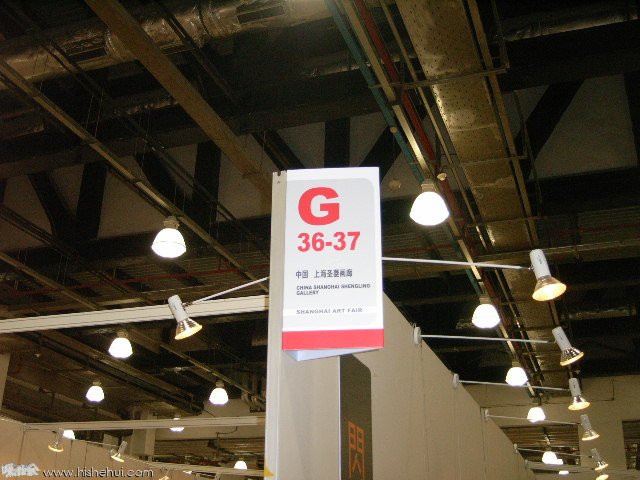 G
36-37
中国 上海圣菱画廊
CHINA SHANGHAI SHENGLING
GALLERY
SHANGHAI ART FAIR
閃
www.hishehui.com